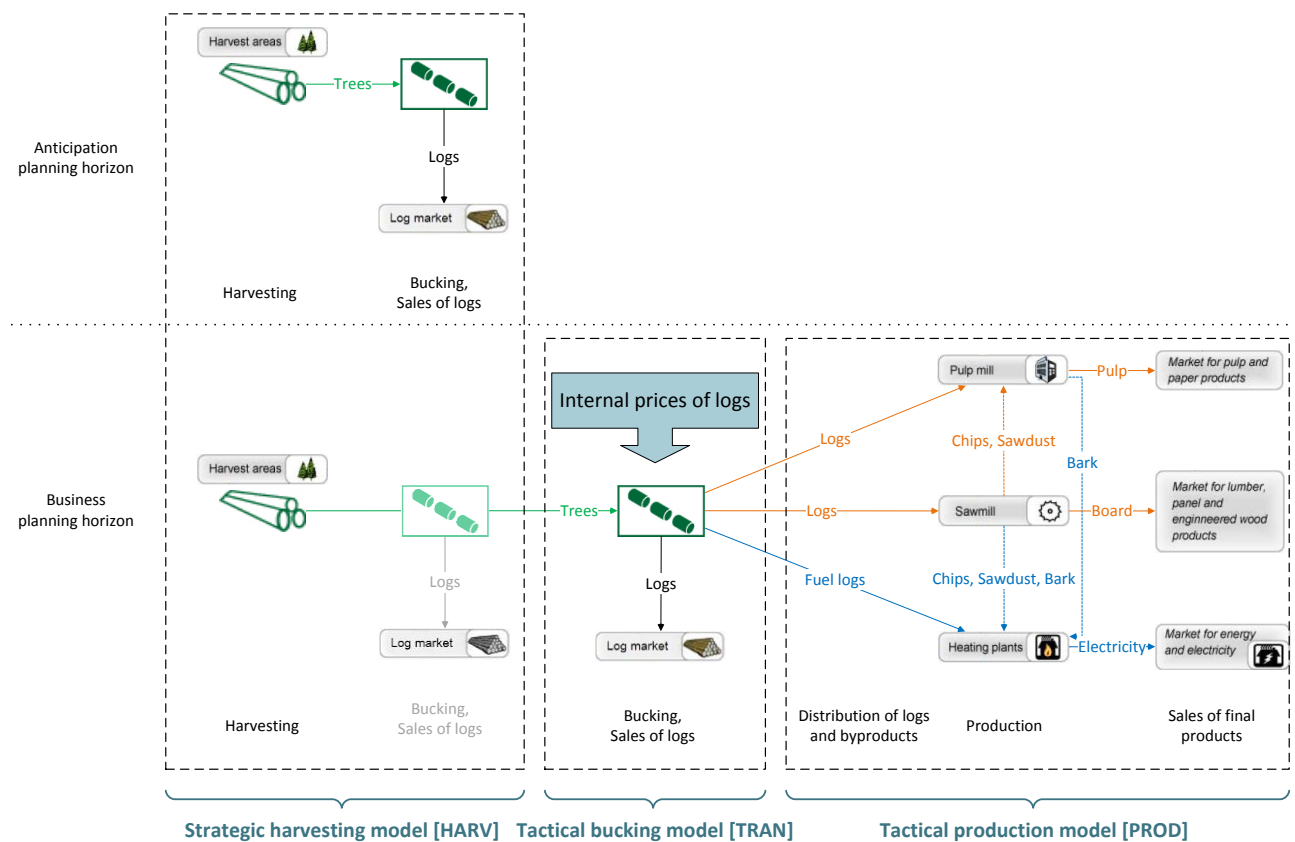 Harvest areas
Trees
Anticipation
planning horizon
Logs
Log market
Harvesting
Bucking,
Sales of logs
Internal prices of logs
Pulp mill
Pulp
Market for pulp and
paper products
Logs
Chips, Sawdust
Bark
Harvest areas
Business
planning horizon
Trees
Logs
Sawmill
Board
Market for lumber,
panel and
enginneered wood
products
Logs
Logs
Fuel logs
Chips, Sawdust, Bark
Log market
Log market
Heating plants
Electricity
Market for energy
and electricity
Harvesting
Bucking,
Sales of logs
Bucking,
Sales of logs
Distribution of logs
and byproducts
Production
Sales of final
products
Strategic harvesting model [HARV]
Tactical bucking model [TRAN]
Tactical production model [PROD]